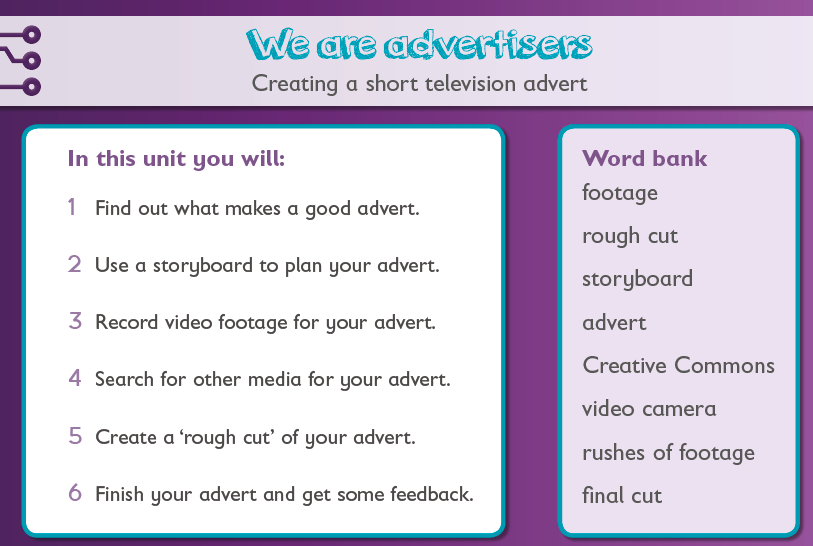 We are advertisers
Creating a short television advert
In this unit you will:
1 Find out what makes a good advert.
2 Use a storyboard to plan your advert.
3 Record video footage for your advert.
4 Search for other media for your advert.
5 Create a ‘rough cut’ of your advert.
6 Finish your advert and get some feedback.
Word bank
footage
rough cut
storyboard
advert
Creative Commons
video camera
rushes of footage
final cut